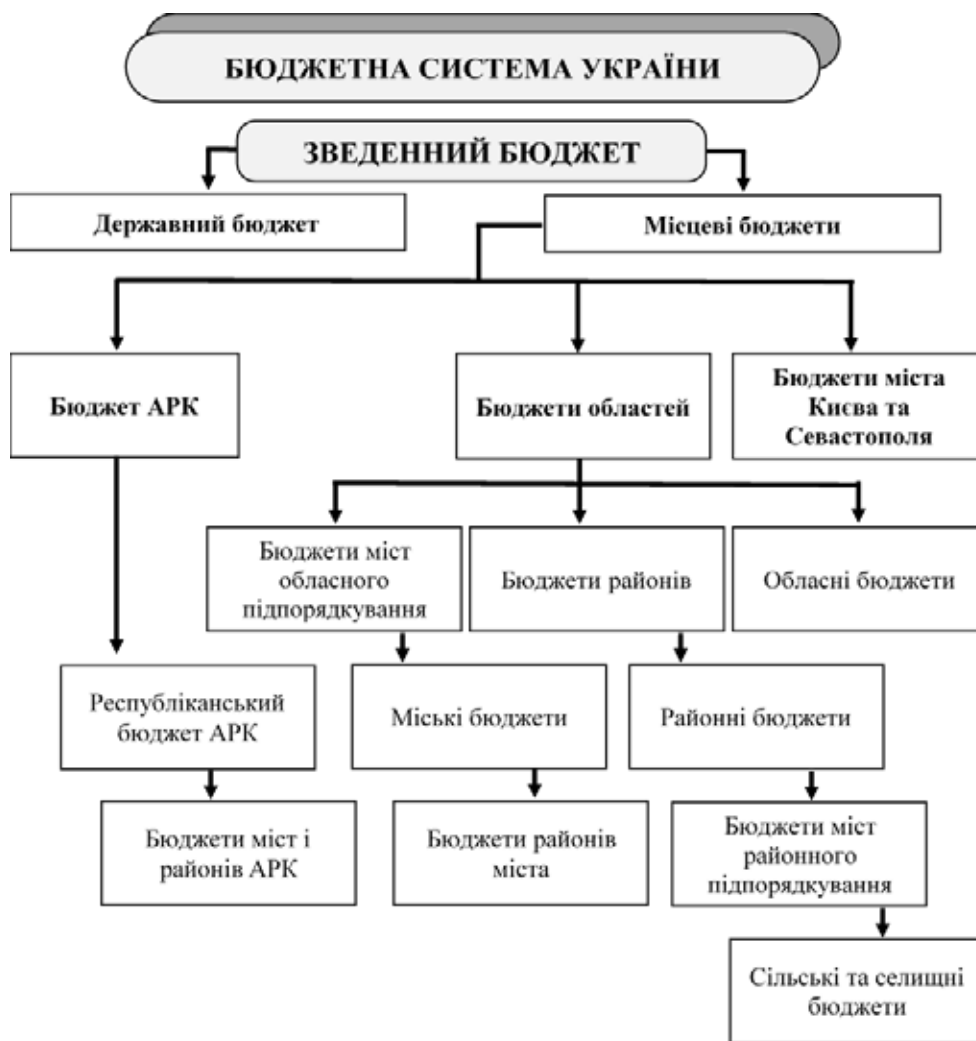 БЮДЖЕТНА СИСТЕМА УКРАЇНИ
ЗВЕДЕННИЙ БЮДЖЕТ
Державний бюджет
Місцеві бюджети
Бюджет АРК
Бюджети областей
Бюджети міста
Києва та
Севастополя
Бюджети міст
обласного
підпорядкування
Бюджети районів
Обласні бюджети
Республіканський
бюджет АРК
Міські бюджети
Районні бюджети
Бюджети міст і
районів АРК
Бюджети районів
міста
Бюджети міст
районного
підпорядкування
Сільські та селищні
бюджети